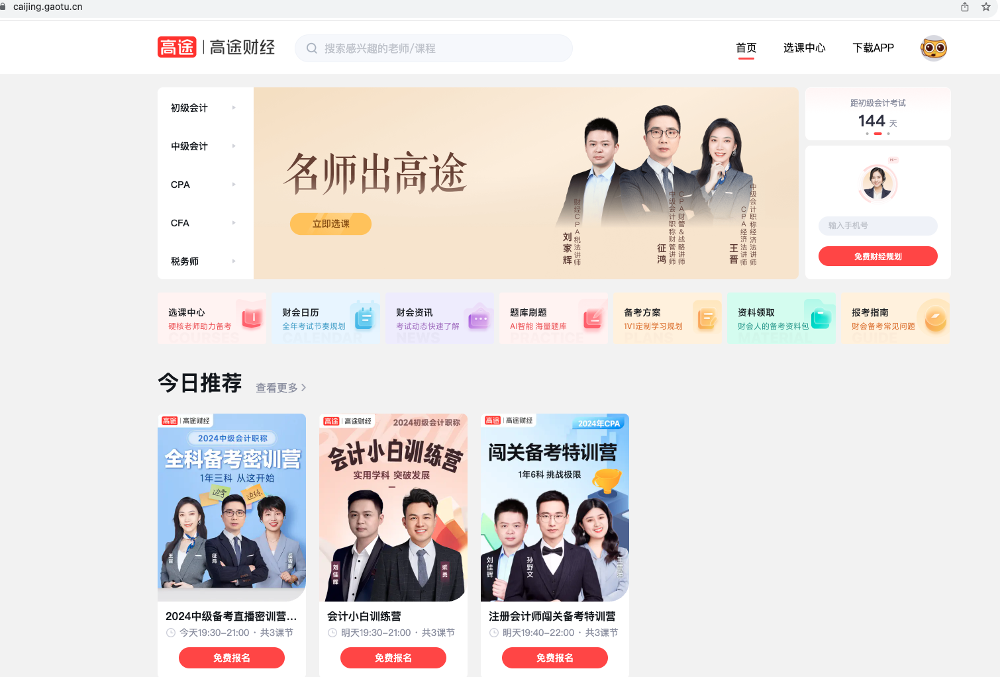 caijing.gaotu.cn
高途 | 高途财经
搜索感兴趣的老师/课程
首页
选课中心
下载APP
初级会计
中级会计
CPA
CFA
税务师
名师出高途
立即选课
刘家辉
财经CPA税法讲师
征鸿
中级会计职称财管讲师
CPA财管&战略讲师
王晋
CPA经济法讲师
中级会计职称经济法讲师
距初级会计考试
144 天
Hi~
输入手机号
免费财经规划
选课中心
硬核老师助力备考
COURSES
财会日历
全年考试节奏规划
CALENDAR
财会资讯
考试动态快速了解
NEWS
题库刷题
AI智能 海量题库
PRACTICE
备考方案
1V1定制学习规划
PLANS
资料领取
财会人的备考资料包
MATERIAL
报考指南
财会备考常见问题
GUIDE
今日推荐
查看更多
高途 | 高途财经
2024中级会计职称
全科备考密训营
1年三科 从这开始
边学
边练
王晋
征鸿
岳雪影
2024中级备考直播密训营...
今天19:30-21:00 · 共3课节
免费报名
高途 | 高途财经
2024初级会计职称
会计小白训练营
实用学科 突破发展
刘佳辉
柴勇
会计小白训练营
明天19:30-21:00 · 共3课节
免费报名
高途 | 高途财经
2024年CPA
闯关备考特训营
1年6科 挑战极限
刘佳辉
孙野文
注册会计师闯关备考特训营
明天19:40-22:00 · 共3课节
免费报名